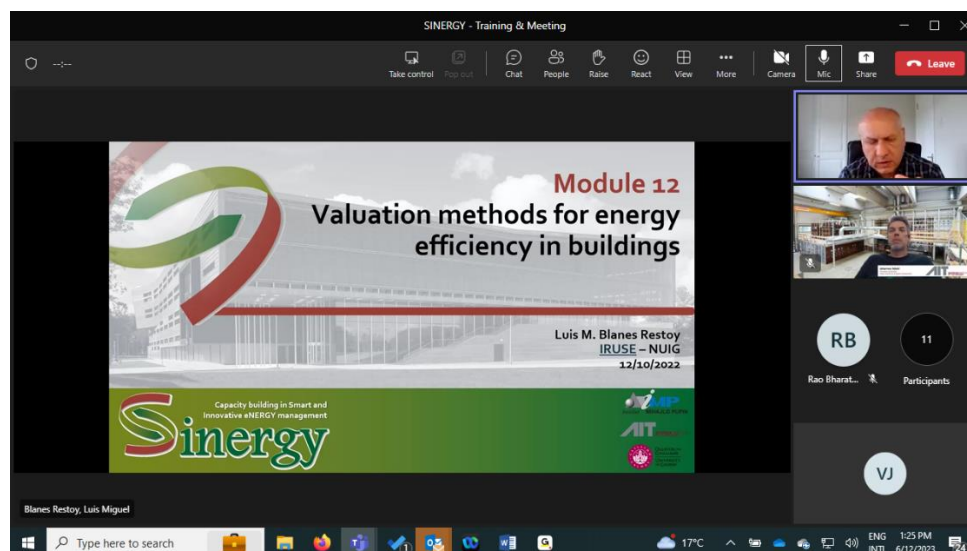 SINERGY - Training & Meeting
--:--
Take control
Pop out
Chat
People
Raise
React
View
More
Camera
Mic
Share
Leave
Module 12
Valuation methods for energy
efficiency in buildings
Luis M. Blanes Restoy
IRUSE – NUIG
12/10/2022
Capacity building in Smart and
Innovative eNERGY management
Sinergy
AIT
AIT
RB
Rao Bharat...
11
Participants
VJ
Blanes Restoy, Luis Miguel
Type here to search
17°C
ENG
INTL
1:25 PM
6/12/2023
24